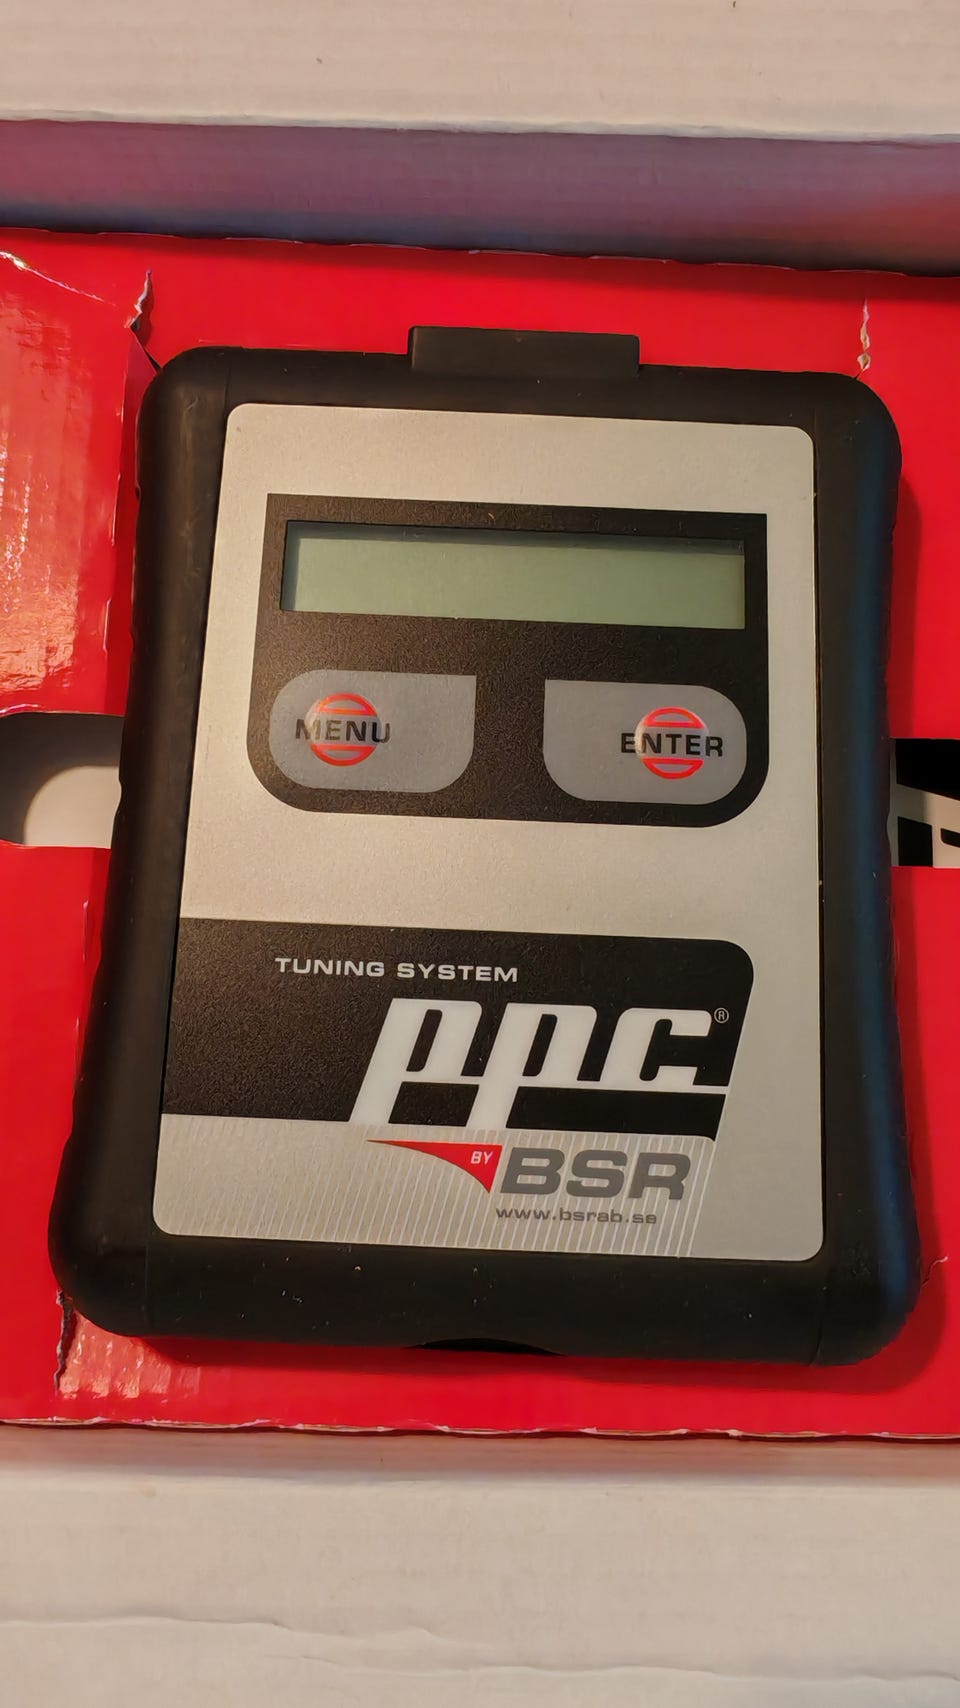 MENU
ENTER
TUNING SYSTEM
ppc®
BY BSR
www.bsrab.se